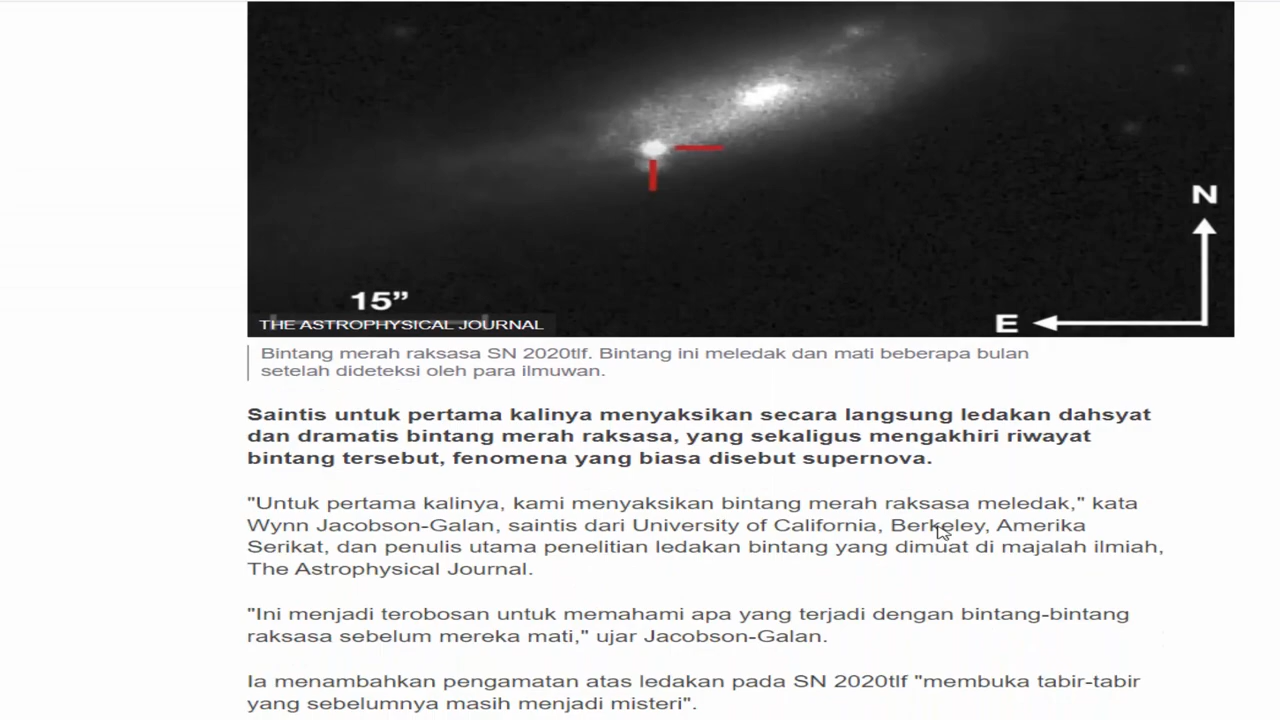 N
15”
E
THE ASTROPHYSICAL JOURNAL
Bintang merah raksasa SN 2020tlf. Bintang ini meledak dan mati beberapa bulan
setelah dideteksi oleh para ilmuwan.
Saintis untuk pertama kalinya menyaksikan secara langsung ledakan dahsyat
dan dramatis bintang merah raksasa, yang sekaligus mengakhiri riwayat
bintang tersebut, fenomena yang biasa disebut supernova.
"Untuk pertama kalinya, kami menyaksikan bintang merah raksasa meledak," kata
Wynn Jacobson-Galan, saintis dari University of California, Berkeley, Amerika
Serikat, dan penulis utama penelitian ledakan bintang yang dimuat di majalah ilmiah,
The Astrophysical Journal.
"Ini menjadi terobosan untuk memahami apa yang terjadi dengan bintang-bintang
raksasa sebelum mereka mati," ujar Jacobson-Galan.
Ia menambahkan pengamatan atas ledakan pada SN 2020tlf "membuka tabir-tabir
yang sebelumnya masih menjadi misteri".